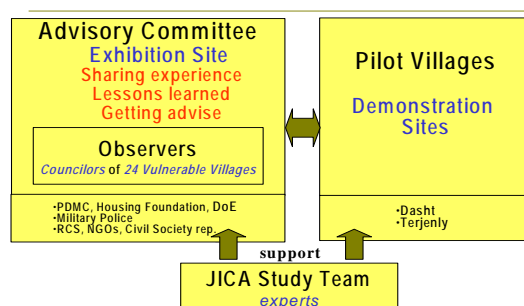 Advisory Committee
Exhibition Site
Sharing experience
Lessons learned
Getting advise
Observers
Councilors of 24 Vulnerable Villages
•PDMC, Housing Foundation, DoE
•Military Police
•RCS, NGOs, Civil Society rep.
Pilot Villages
Demonstration
Sites
•Dasht
•Terjenly
support
JICA Study Team
experts